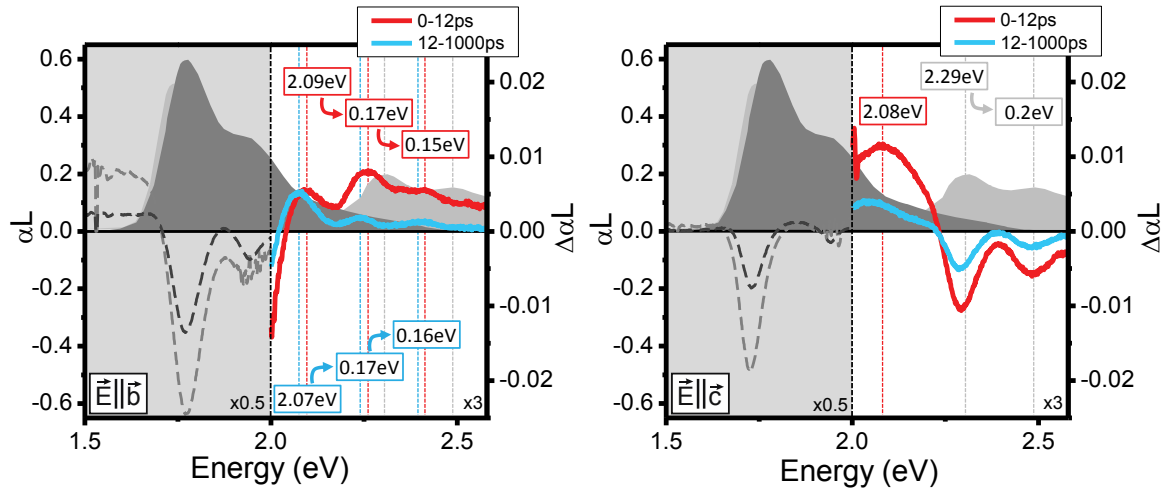 0-12ps
12-1000ps
0.6
0.4
0.2
0.0
-0.2
-0.4
-0.6
αL
0.02
0.01
0.00
-0.01
-0.02
ΔαL
2.09eV
0.17eV
0.15eV
0.16eV
0.17eV
2.07eV
E||b
x0.5
x3
1.5
2.0
2.5
Energy (eV)
0-12ps
12-1000ps
0.6
0.4
0.2
0.0
-0.2
-0.4
-0.6
αL
0.02
0.01
0.00
-0.01
-0.02
ΔαL
2.08eV
2.29eV
0.2eV
E||c
x0.5
x3
1.5
2.0
2.5
Energy (eV)